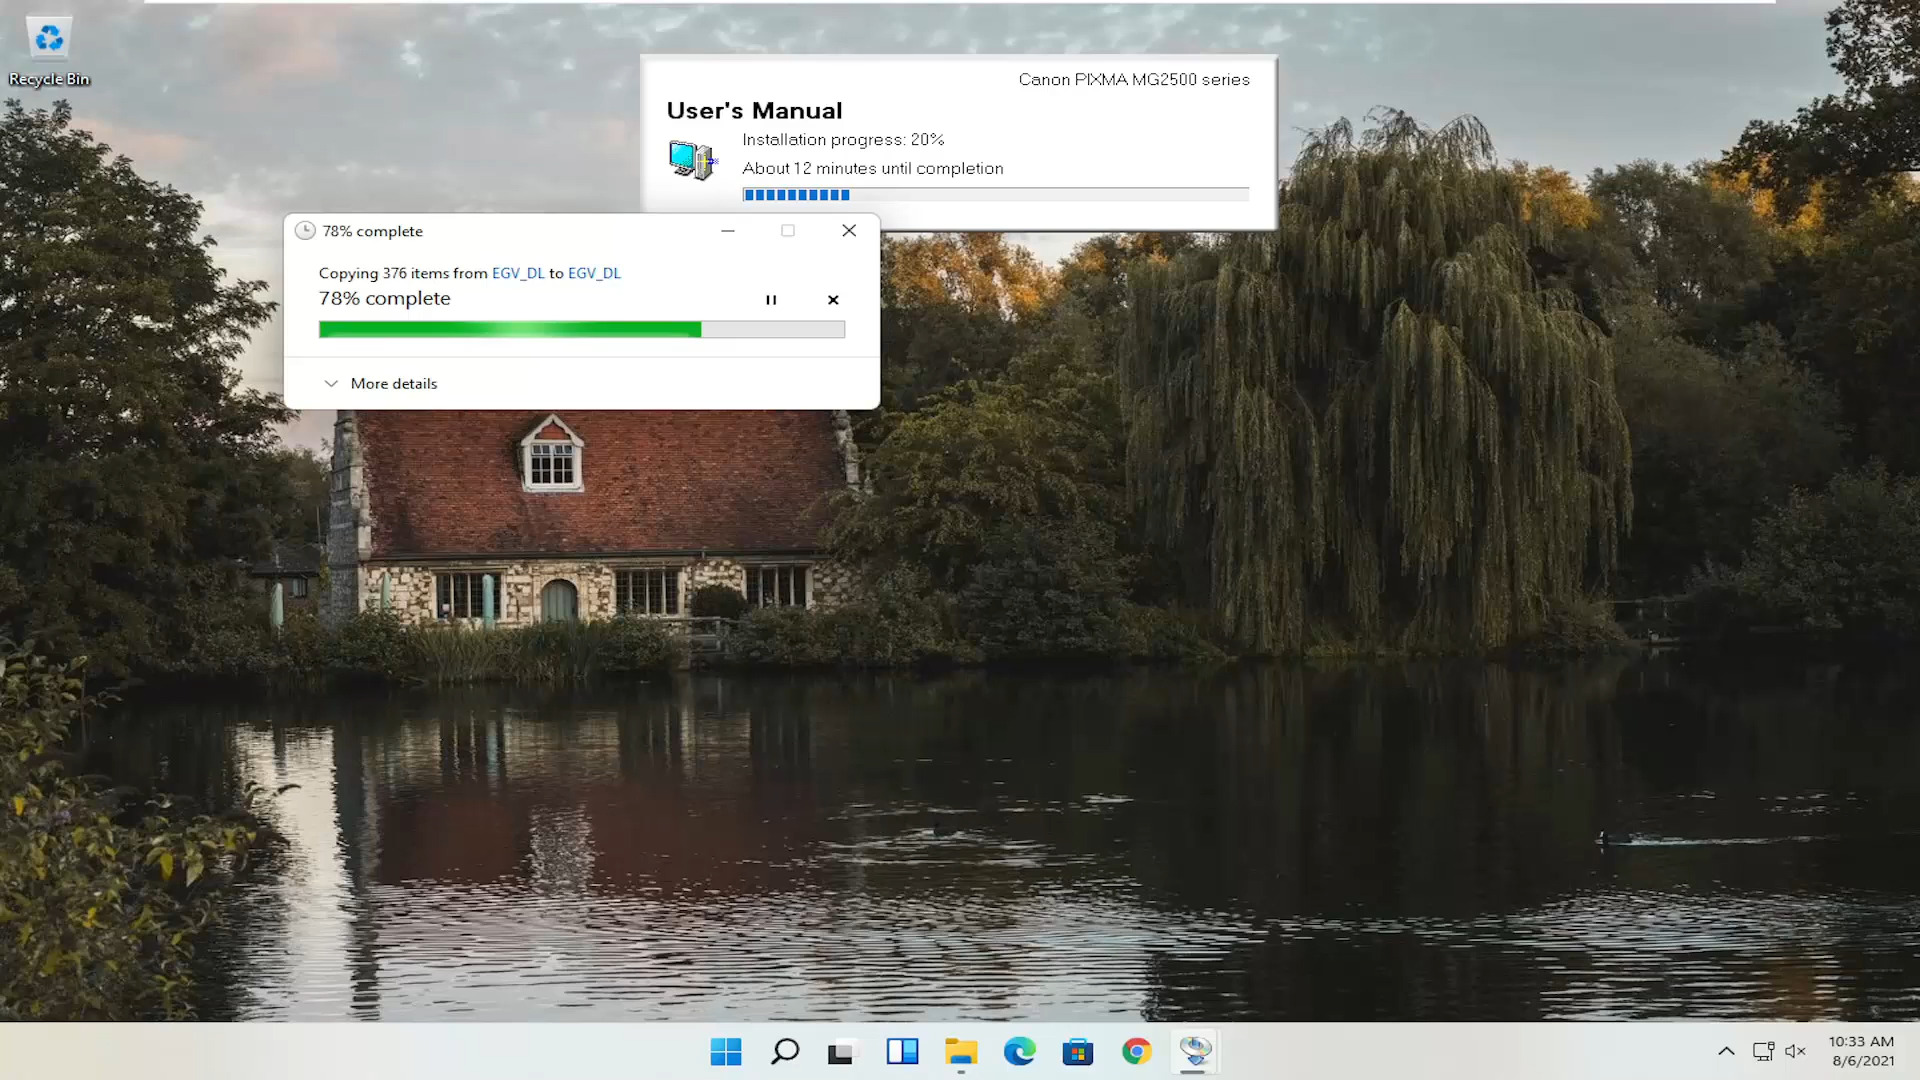 Recycle Bin
Canon PIXMA MG2500 series
User's Manual
Installation progress: 20%
About 12 minutes until completion
78% complete
Copying 376 items from EGV_DL to EGV_DL
78% complete
More details
10:33 AM
8/6/2021